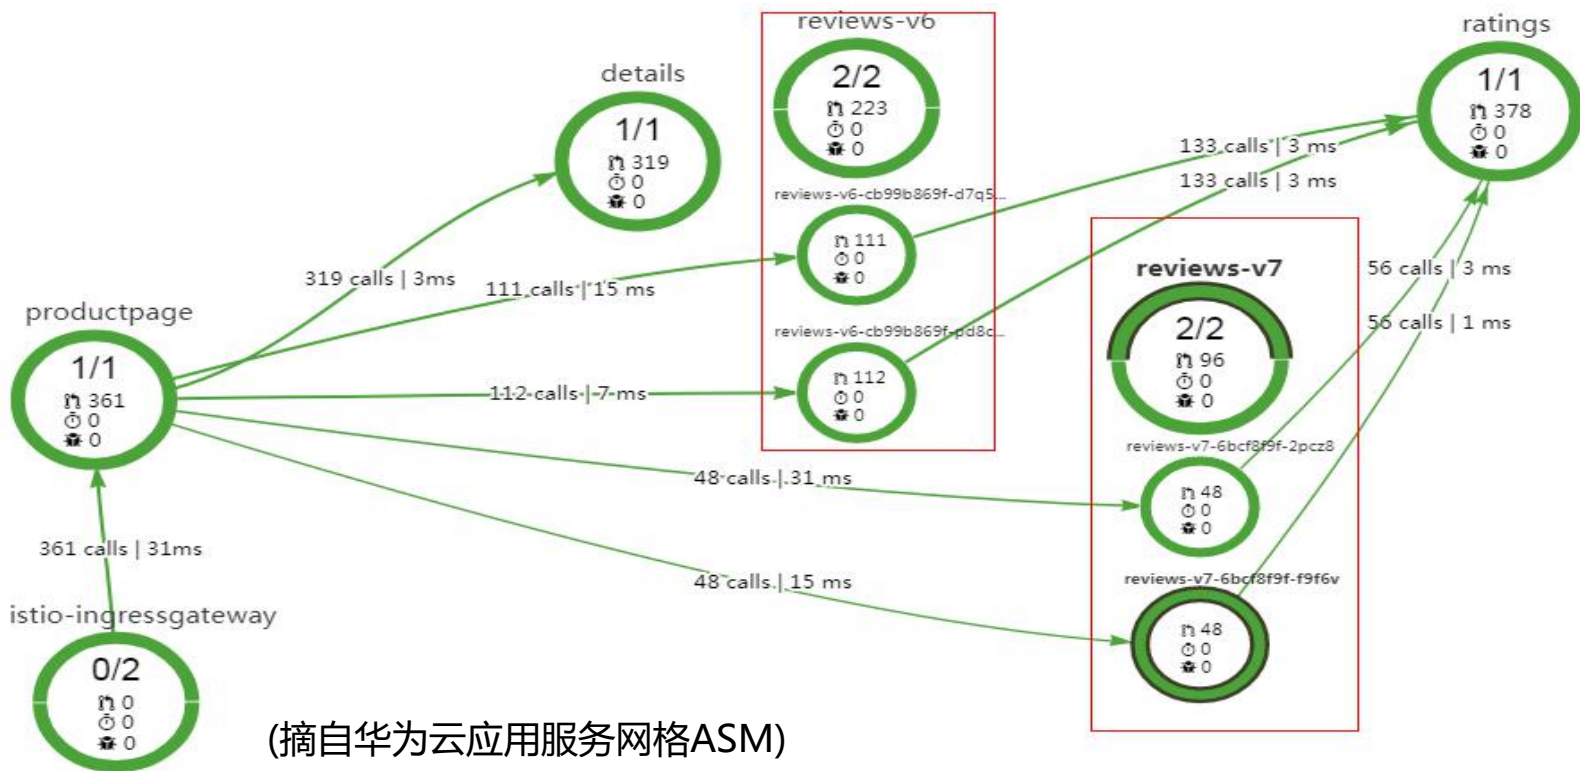 reviews-v6
2/2
223
0
0
ratings
1/1
378
0
0
details
1/1
319
0
0
133 calls | 3 ms
133 calls | 3 ms
reviews-v6-cb99b869f-d7q5...
111
0
0
reviews-v6-cb99b869f-pd8c...
112
0
0
319 calls | 3ms
111 calls | 15 ms
112 calls | 7 ms
48 calls | 31 ms
48 calls | 15 ms
productpage
1/1
361
0
0
reviews-v7
2/2
96
0
0
56 calls | 3 ms
56 calls | 1 ms
reviews-v7-6bcf8f9f-2pcz8
48
0
0
reviews-v7-6bcf8f9f-f9f6v
48
0
0
361 calls | 31ms
istio-ingressgateway
0/2
0
0
0
(摘自华为云应用服务网格ASM)